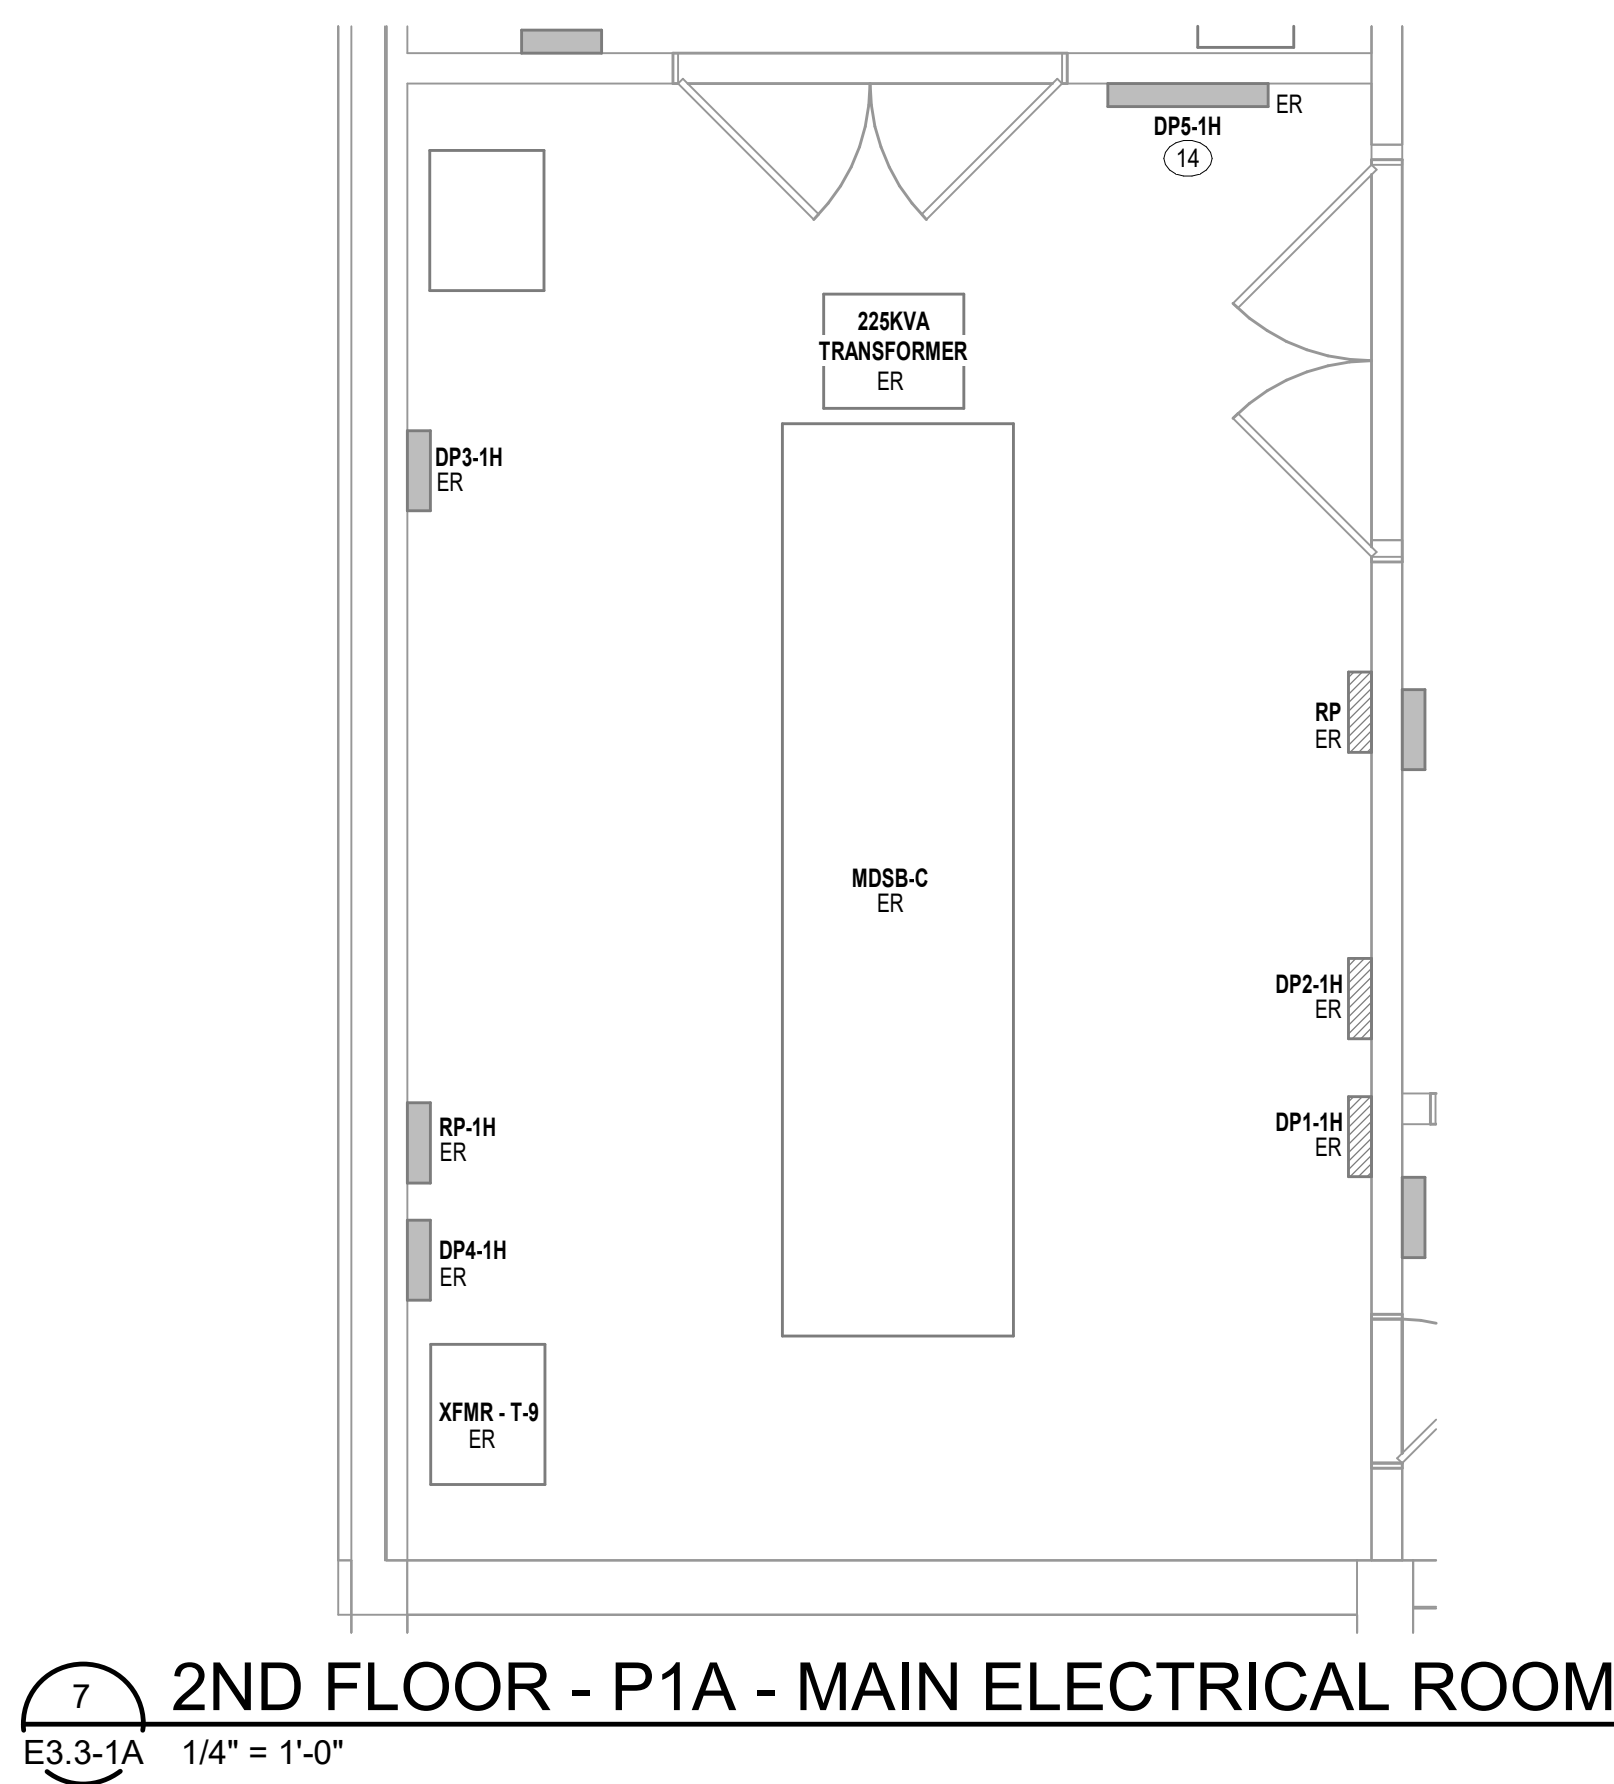 ER
DP5-1H
14
225KVA
TRANSFORMER
ER
DP3-1H
ER
RP
ER
MDSB-C
ER
DP2-1H
ER
RP-1H
ER
DP1-1H
ER
DP4-1H
ER
XFMR - T-9
ER
7
2ND FLOOR - P1A - MAIN ELECTRICAL ROOM
E3.3-1A
1/4" = 1'-0"